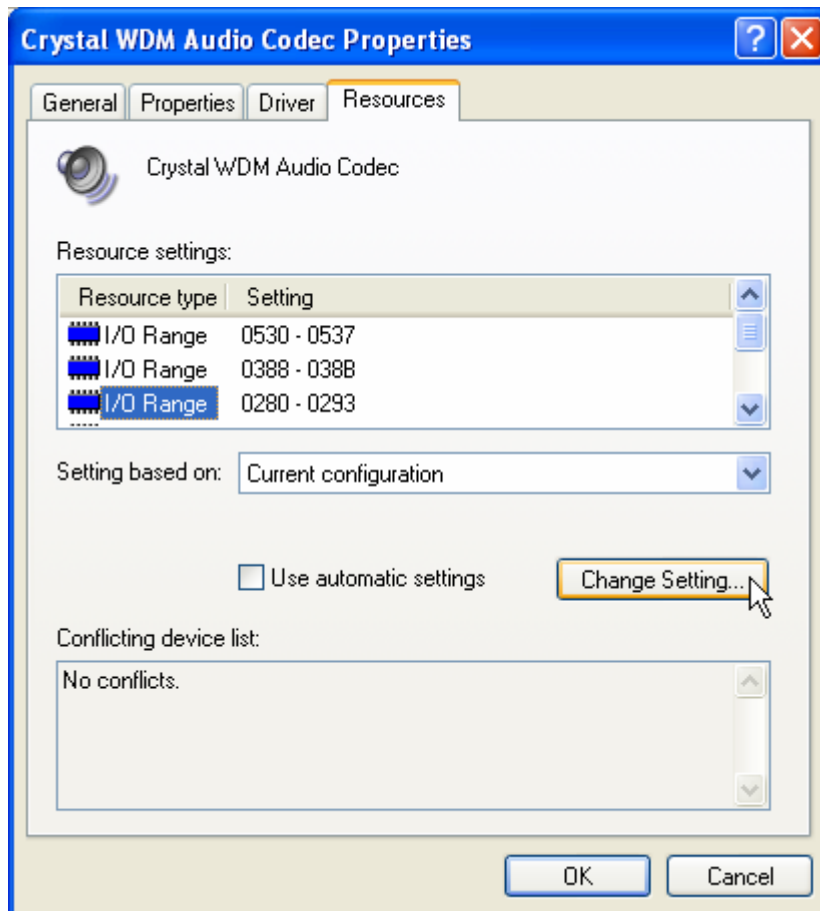 Crystal WDM Audio Codec Properties
General Properties Driver Resources
Crystal WDM Audio Codec
Resource settings:
Resource type Setting
I/O Range 0530 - 0537
I/O Range 0388 - 038B
I/O Range 0280 - 0293
Setting based on: Current configuration
Use automatic settings Change Setting...
Conflicting device list:
No conflicts.
OK Cancel